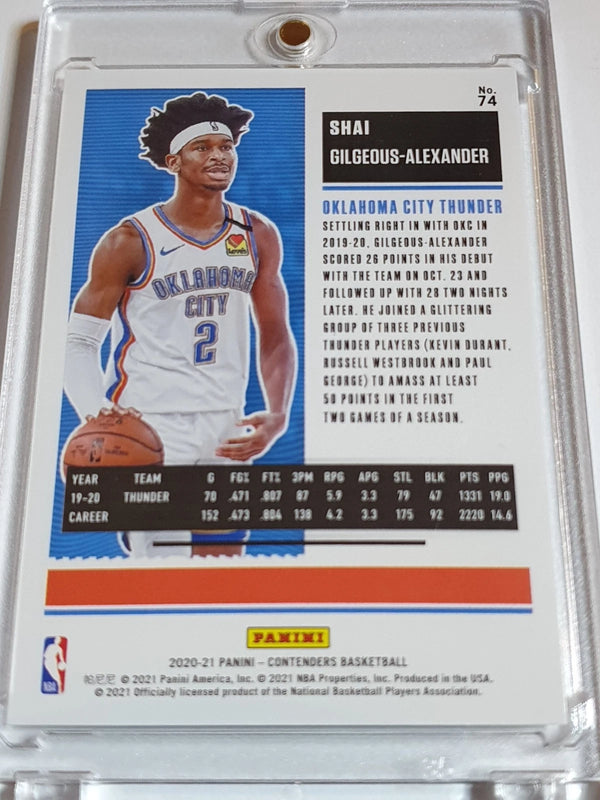 No.
74
SHAI
GILGEOUS-ALEXANDER
OKLAHOMA CITY THUNDER
SETTLING RIGHT IN WITH OKC IN
2019-20, GILGEOUS-ALEXANDER
SCORED 26 POINTS IN HIS DEBUT
WITH THE TEAM ON OCT. 23 AND
FOLLOWED UP WITH 28 TWO NIGHTS
LATER. HE JOINED A GLITTERING
GROUP OF THREE PREVIOUS
THUNDER PLAYERS (KEVIN DURANT,
RUSSELL WESTBROOK AND PAUL
GEORGE) TO AMASS AT LEAST
50 POINTS IN THE FIRST
TWO GAMES OF A SEASON.
Love's
OKLAHOMA
CITY
2
YEAR TEAM G FG% FT% 3PM RPG APG STL BLK PTS PPG
19-20 THUNDER 70 .471 .807 87 5.9 3.3 79 47 1331 19.0
CAREER 152 .473 .804 138 4.2 3.3 175 92 2220 14.6
PANINI
NBA
2020-21 PANINI – CONTENDERS BASKETBALL
© 2021 Panini America, Inc. © 2021 NBA Properties, Inc. Produced in the USA.
© 2021 Officially licensed product of the National Basketball Players Association.